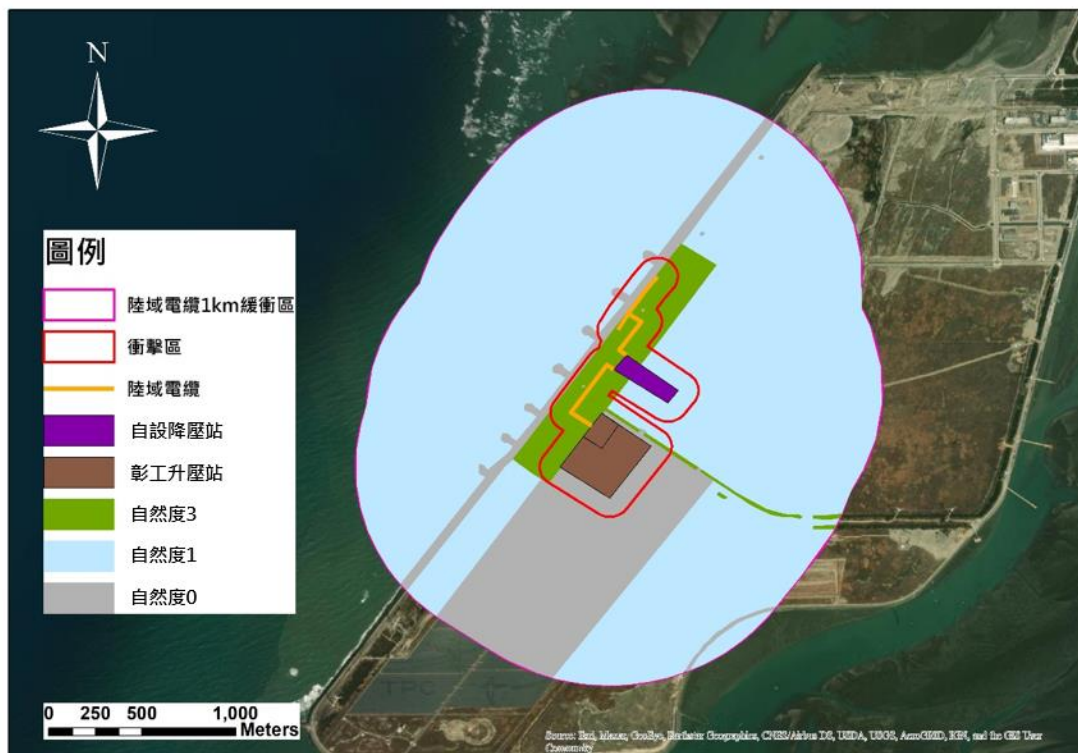 N
圖例
陸域電纜1km緩衝區
衝擊區
陸域電纜
自設降壓站
彰工升壓站
自然度3
自然度1
自然度0
0 250 500 1,000
Meters
TPC
Source: Esri, Maxar, GeoEye, Earthstar Geographics, CNES/Airbus DS, USDA, USGS, AeroGRID, IGN, and the GIS User
Community